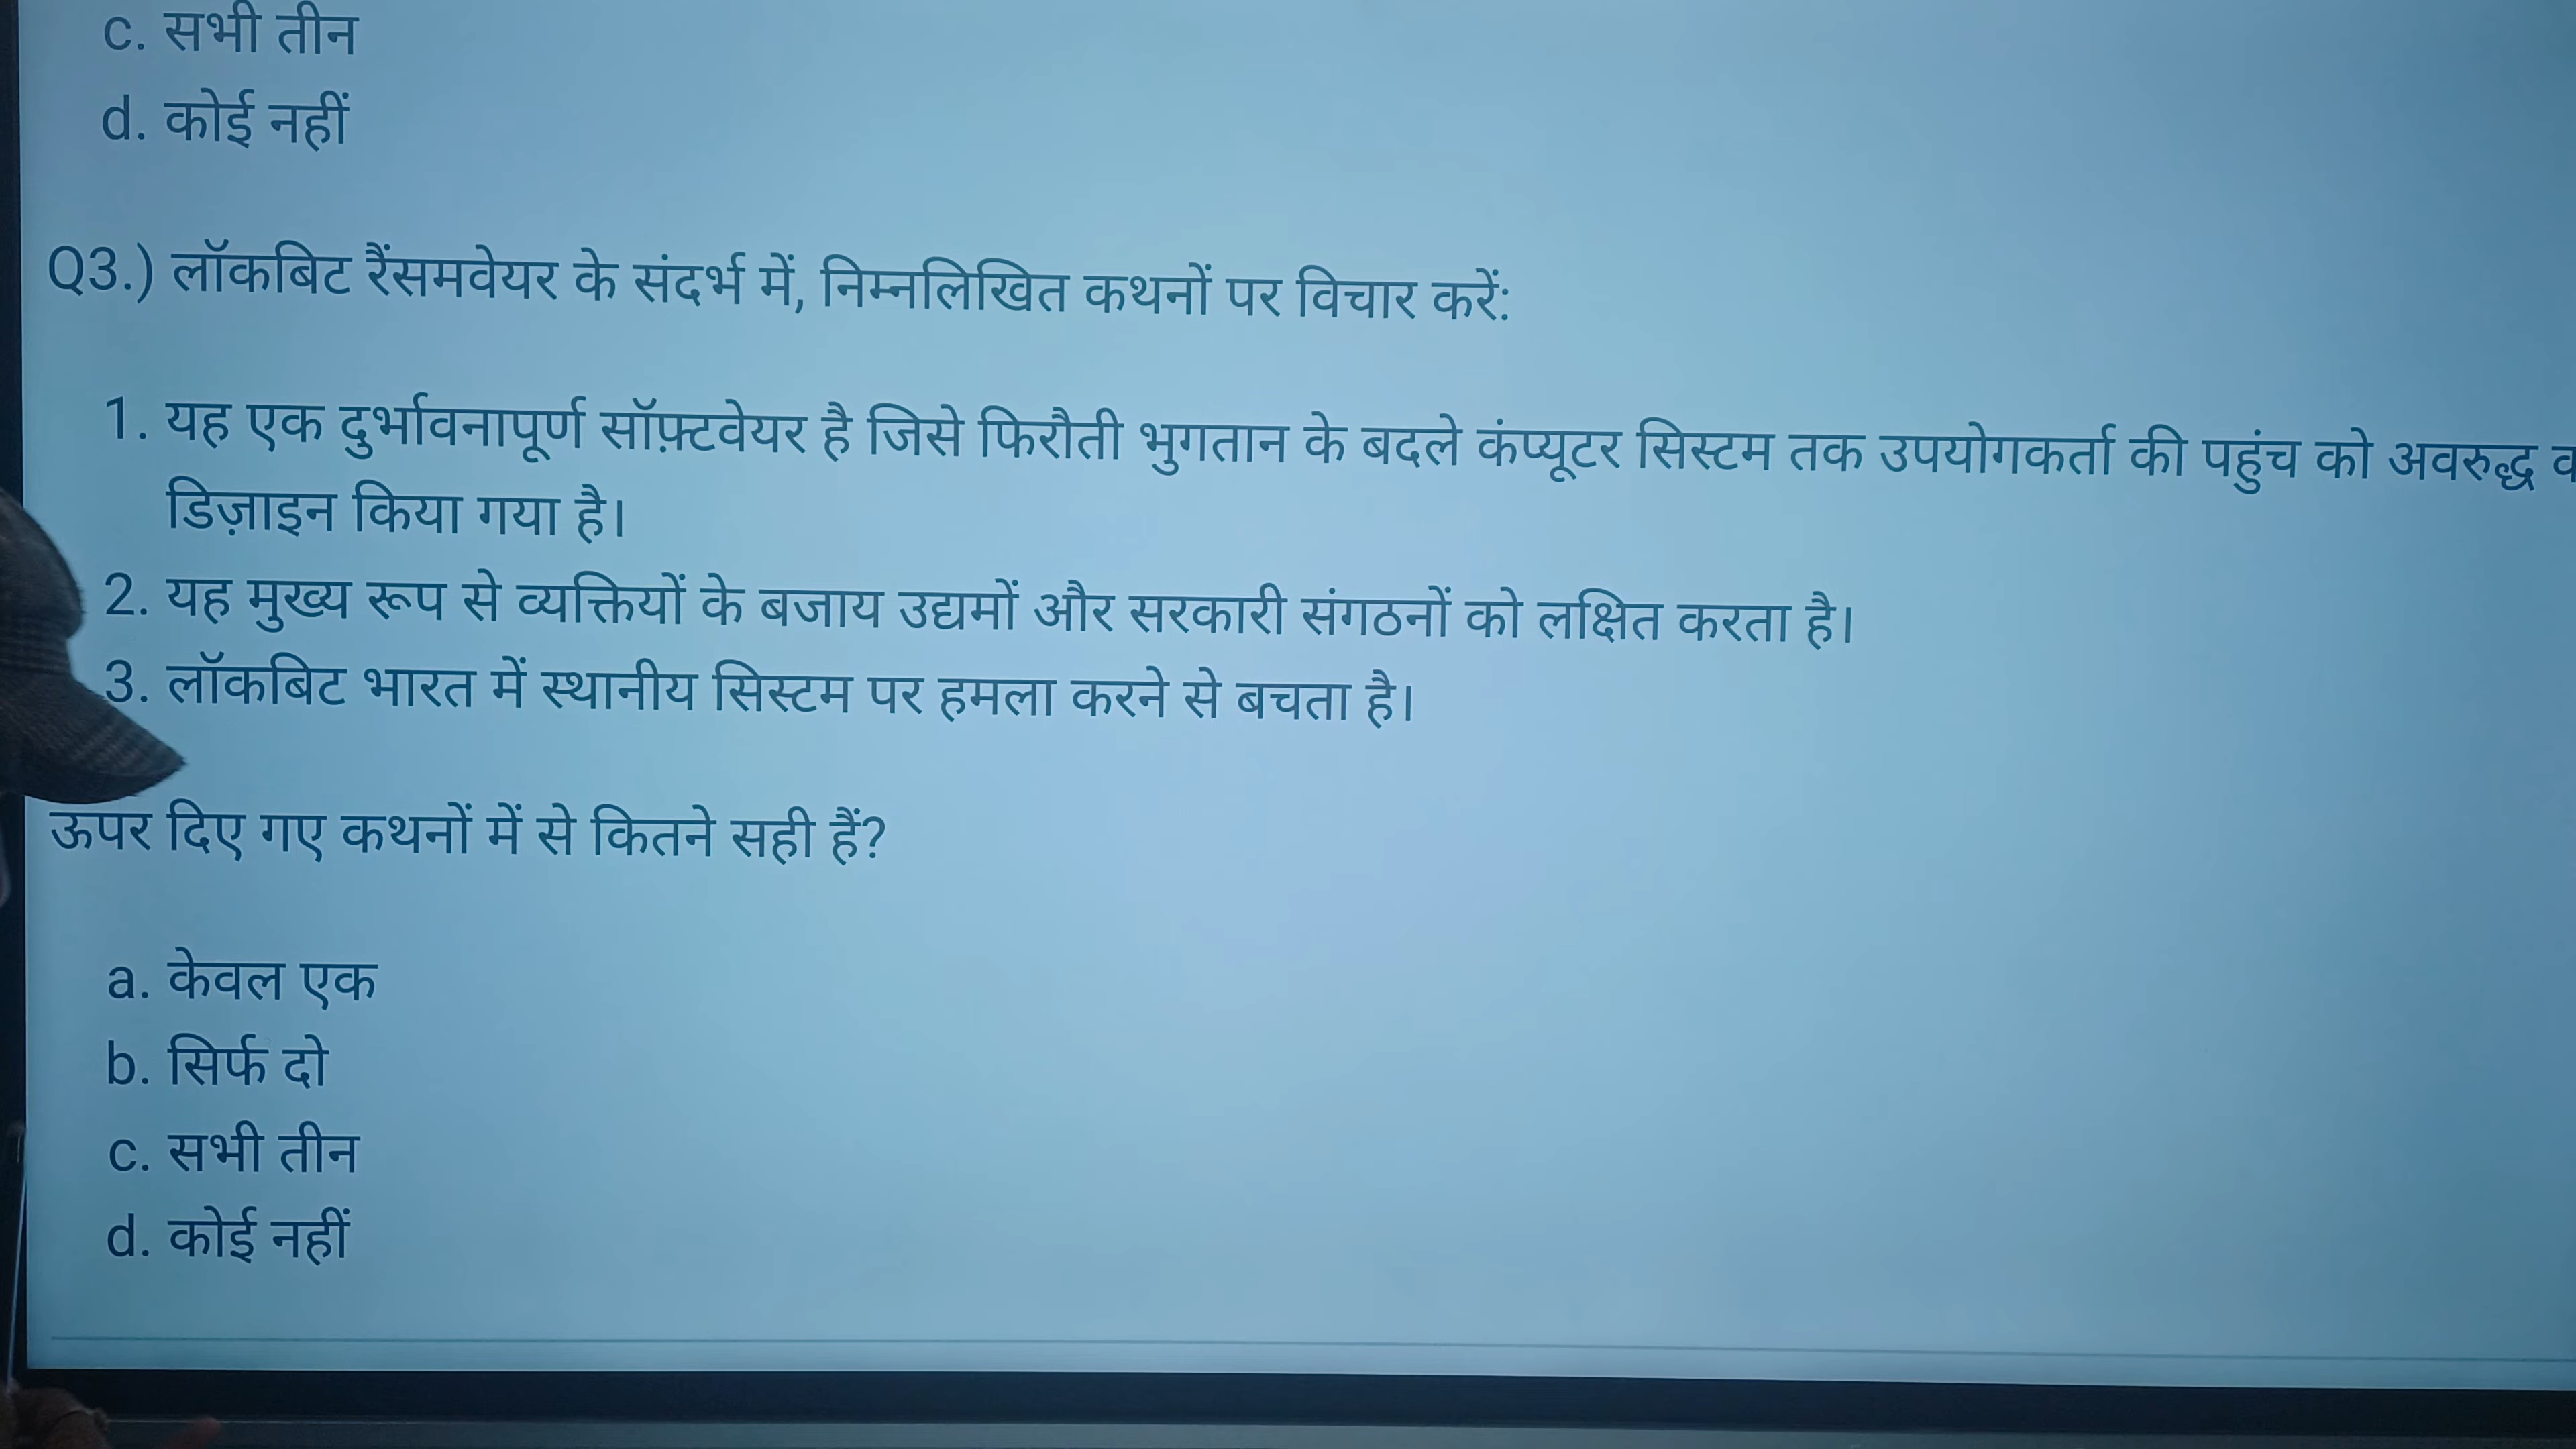 c. सभी तीन
d. कोई नहीं
Q3.) लॉकबिट रैंसमवेयर के संदर्भ में, निम्नलिखित कथनों पर विचार करें:
1. यह एक दुर्भावनापूर्ण सॉफ़्टवेयर है जिसे फिरौती भुगतान के बदले कंप्यूटर सिस्टम तक उपयोगकर्ता की पहुंच को अवरुद्ध
डिज़ाइन किया गया है।
2. यह मुख्य रूप से व्यक्तियों के बजाय उद्यमों और सरकारी संगठनों को लक्षित करता है।
3. लॉकबिट भारत में स्थानीय सिस्टम पर हमला करने से बचता है।
ऊपर दिए गए कथनों में से कितने सही हैं?
a. केवल एक
b. सिर्फ दो
c. सभी तीन
d. कोई नहीं